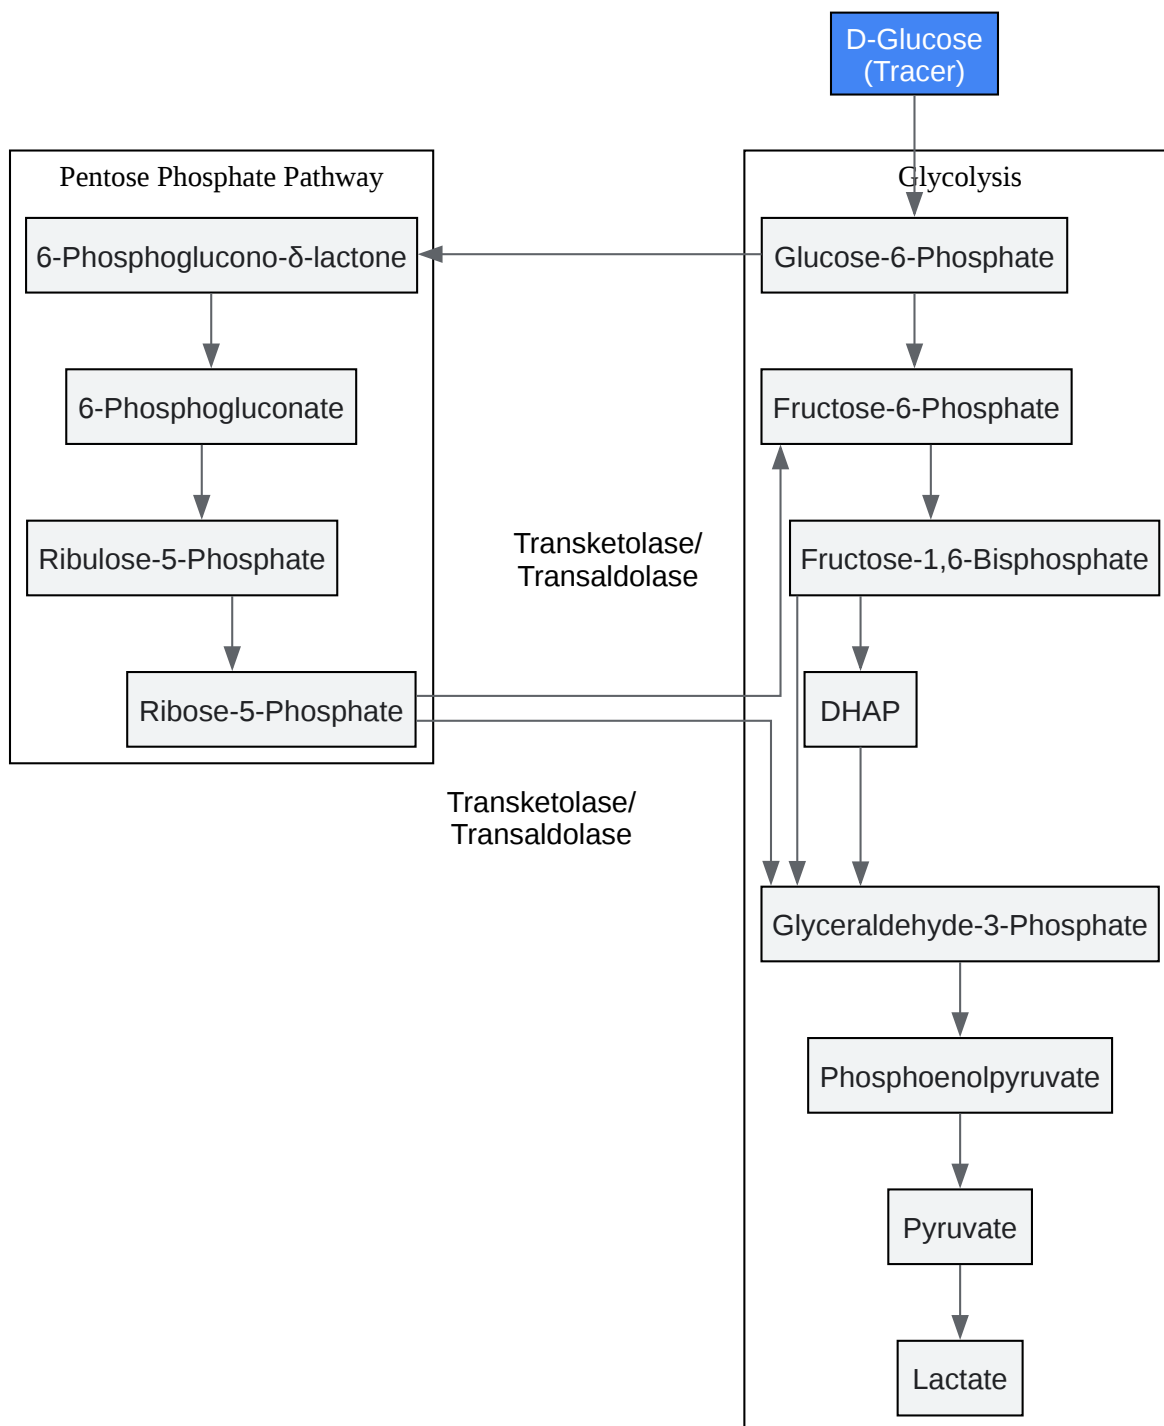 D-Glucose
(Tracer)
Pentose Phosphate Pathway
Glycolysis
6-Phosphoglucono-δ-lactone
Glucose-6-Phosphate
6-Phosphogluconate
Fructose-6-Phosphate
Transketolase/
Transaldolase
Ribulose-5-Phosphate
Fructose-1,6-Bisphosphate
Ribose-5-Phosphate
DHAP
Transketolase/
Transaldolase
Glyceraldehyde-3-Phosphate
Phosphoenolpyruvate
Pyruvate
Lactate